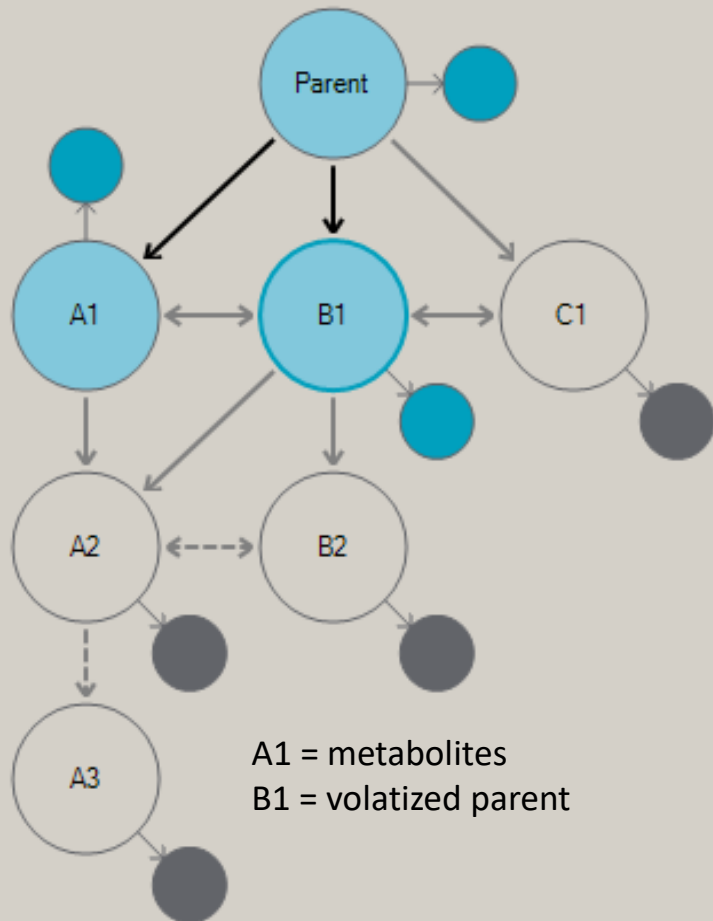 Parent
A1
B1
C1
A2
B2
A3
A1 = metabolites
B1 = volatized parent